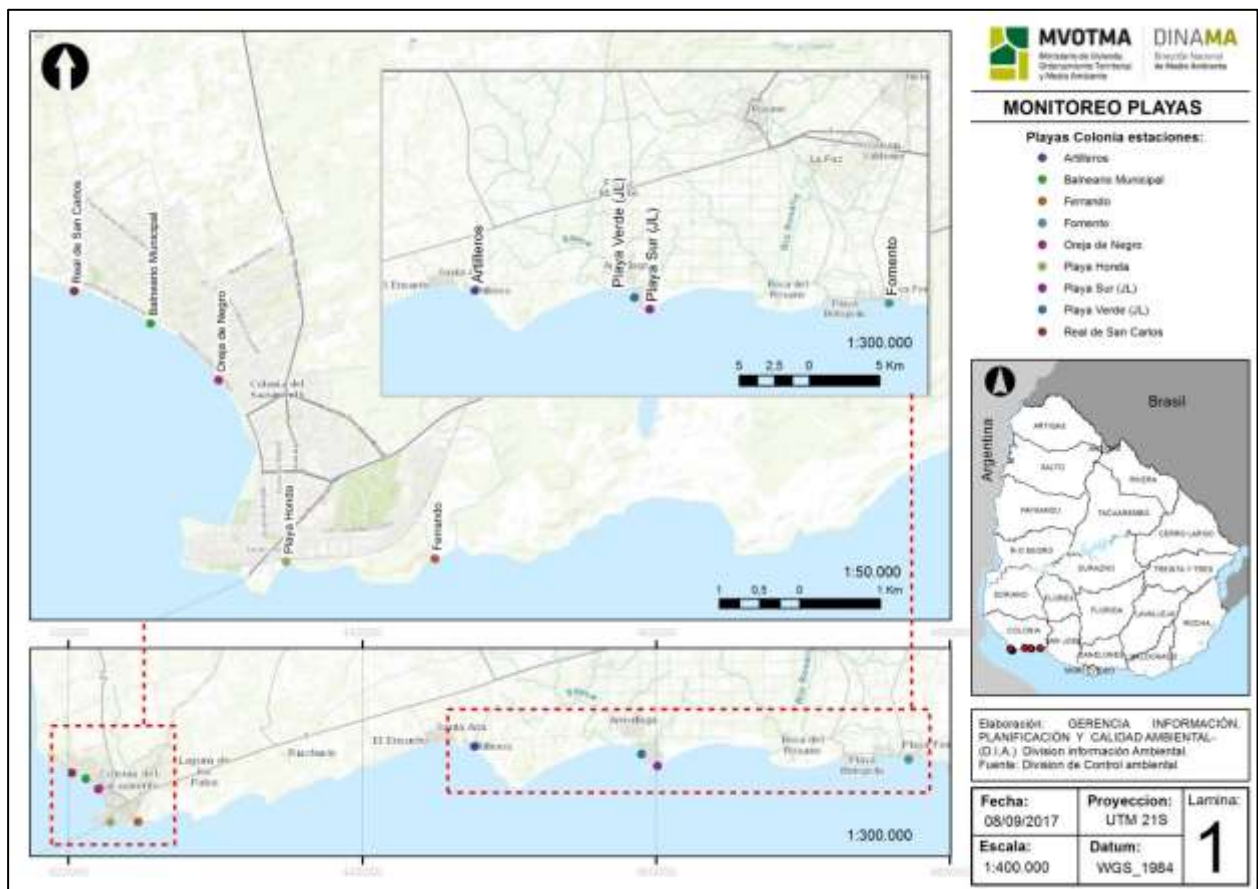 MVOTMA
Ministerio de Vivienda
Ordenamiento Territorial
y Medio Ambiente
DINAMA
Dirección Nacional
de Medio Ambiente
MONITOREO PLAYAS
Playas Colonia estaciones:
Artilleros
Balneario Municipal
Ferrando
Fomento
Oreja de Negro
Playa Honda
Playa Sur (JL)
Playa Verde (JL)
Real de San Carlos
Real de San Carlos
Balneario Municipal
Oreja de Negro
Colonia del
Playa Honda
Ferrando
1:50.000
1 0,5 0 1 Km
Artilleros
Playa Verde (JL)
Playa Sur (JL)
Fomento
La Paz
Boca del
Rosario
Playa
1:300.000
5 2,5 0 5 Km
Colonia del
Laguna de
los
Riachuelo
El Ensueño
Santa Ana
Boca del
Rosario
Playa
1:300.000
Argentina
Brasil
ARTIGAS
SALTO
RIVERA
PAYSANDU
TACUAREMBO
CERRO LARGO
RIO NEGRO
DURAZNO
TREINTA Y TRES
SORIANO
FLORES
FLORIDA
LAVALLEJA
ROCHA
COLONIA
SAN JOSE
CANELONES
MALDONADO
Elaboración: GERENCIA INFORMACIÓN,
PLANIFICACIÓN Y CALIDAD AMBIENTAL-
(D.I.A.) Division información Ambiental
Fuente: Division de Control ambiental
Fecha:
08/09/2017
Proyeccion:
UTM 21S
Lamina:
1
Escala:
1:400.000
Datum:
WGS_1984